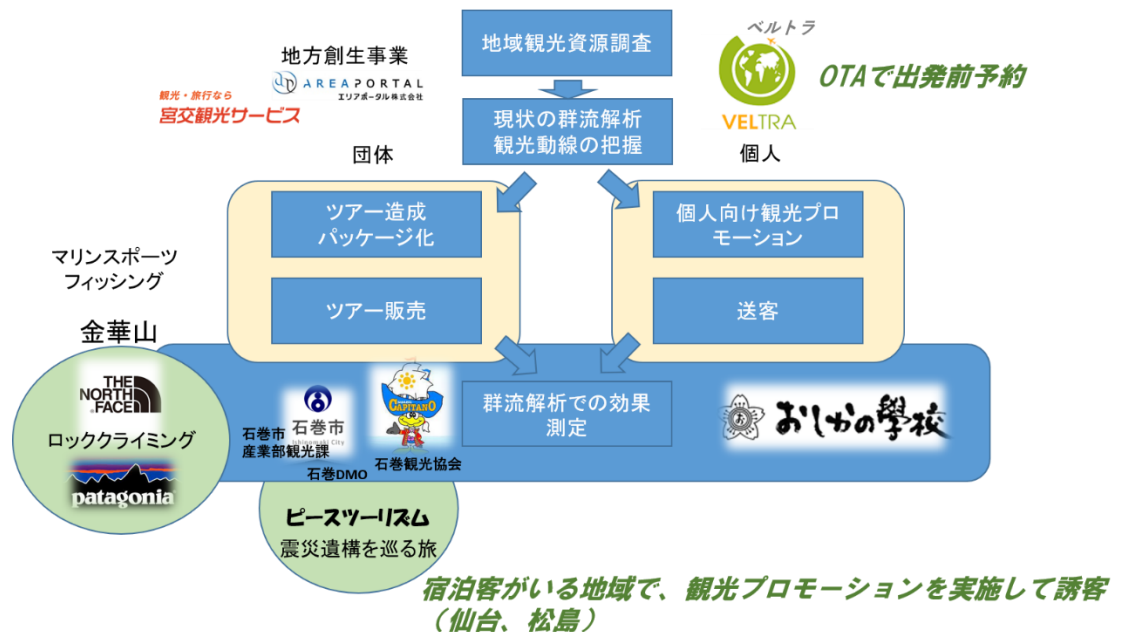 地域観光資源調査
地方創生事業
AREAPORTAL
エリアポータル株式会社
観光・旅行なら
宮交観光サービス
ベルトラ
VELTRA
OTAで出発前予約
現状の群流解析
観光動線の把握
団体
個人
ツアー造成
パッケージ化
個人向け観光プロ
モーション
マリンスポーツ
フィッシング
ツアー販売
送客
金華山
THE
NORTH
FACE
ロッククライミング
patagonia
石巻市
Ishinomaki City
石巻市
産業部観光課
石巻DMO
CAPITANO
石巻観光協会
群流解析での効果
測定
おしかの學校
ピースツーリズム
震災遺構を巡る旅
宿泊客がいる地域で、観光プロモーションを実施して誘客
（仙台、松島）